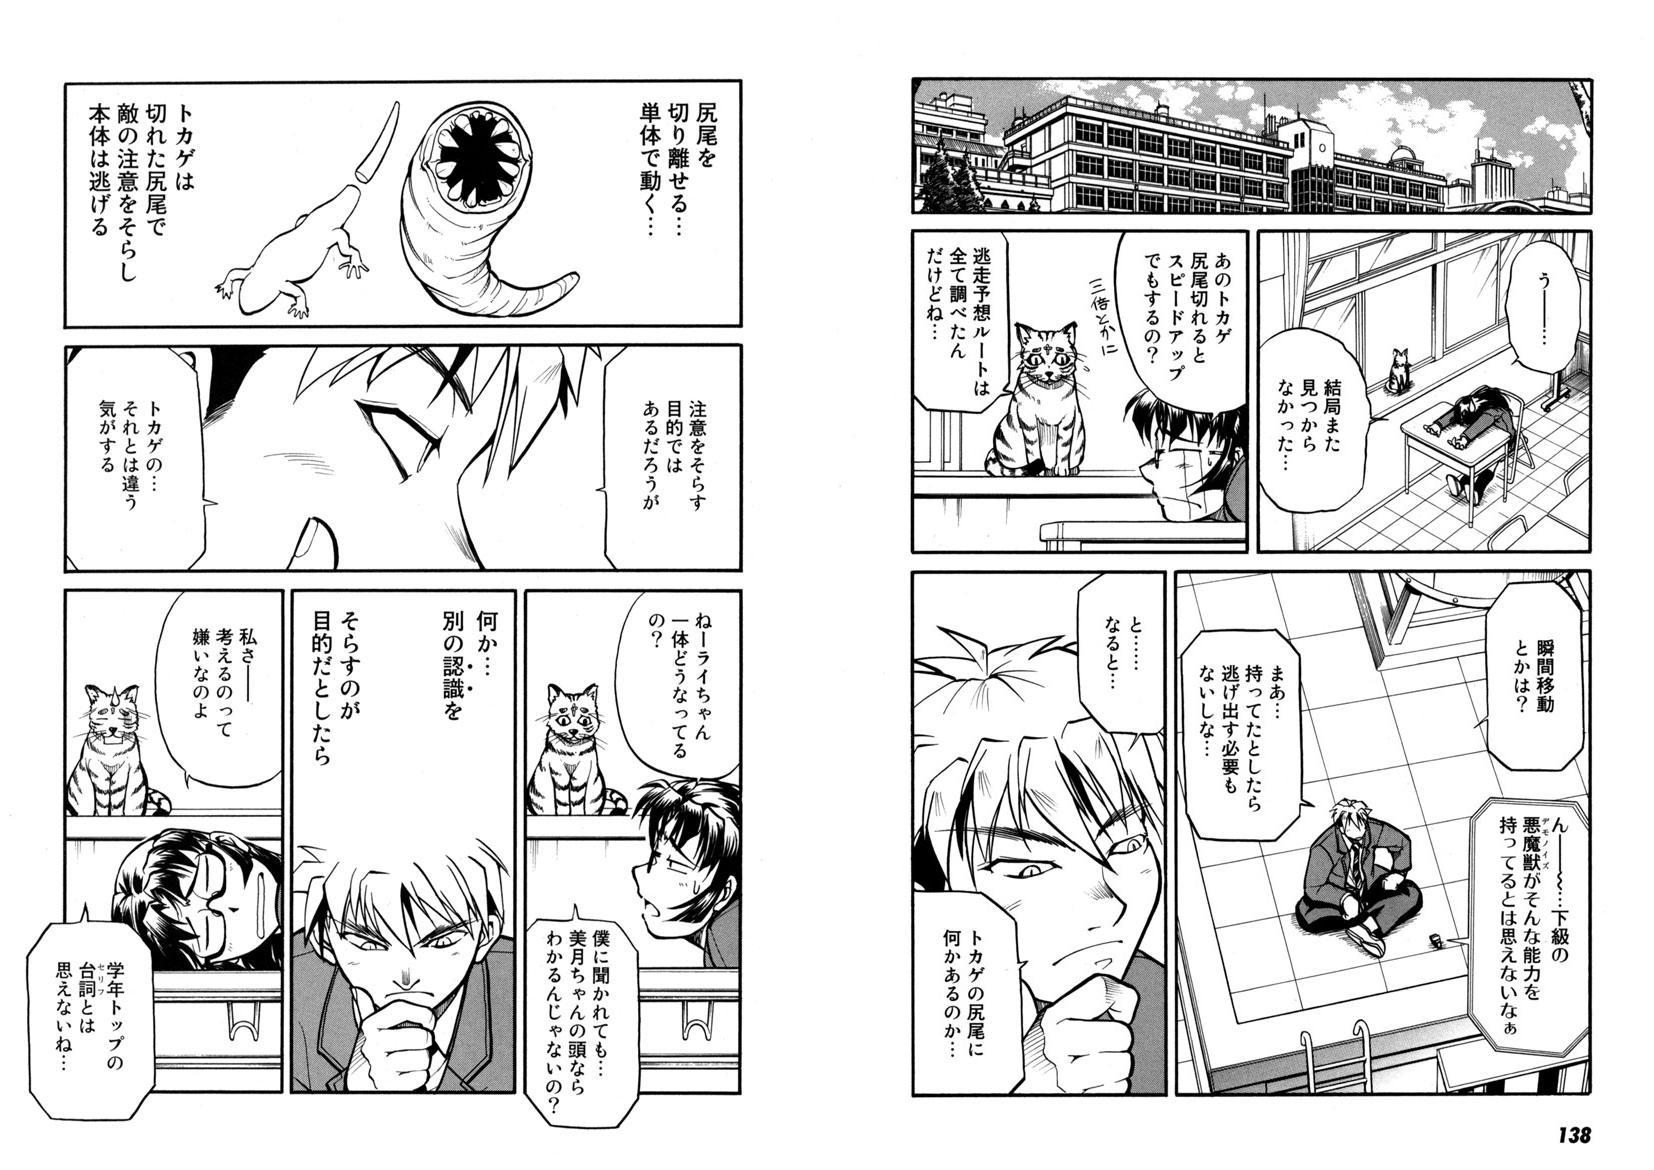 うーー…
結局また
見つから
なかった…
あのトカゲ
尻尾切れると
スピードアップ
でもするの?
三倍とかに
逃走予想ルートは
全て調べたん
だけどね…
瞬間移動
とかは?
んーーー〜…下級の
悪魔獣がそんな能力を
デモノイズ
持ってるとは思えないなぁ
まあ…
持ってたとしたら
逃げ出す必要も
ないしな…
と……
なると…
トカゲの尻尾に
何かあるのか…
138
尻尾を
切り離せる…
単体で動く…
トカゲは
切れた尻尾で
敵の注意をそらし
本体は逃げる
注意をそらす
目的では
あるだろうが
トカゲの…
それとは違う
気がする
ねーライちゃん
一体どうなってる
の?
僕に聞かれても…
美月ちゃんの頭なら
わかるんじゃないの?
何か…
別の認識を
そらすのが
目的だとしたら
私さーー
考えるのって
嫌いなのよ
学年トップの
台詞とは
セリフ
思えないね…